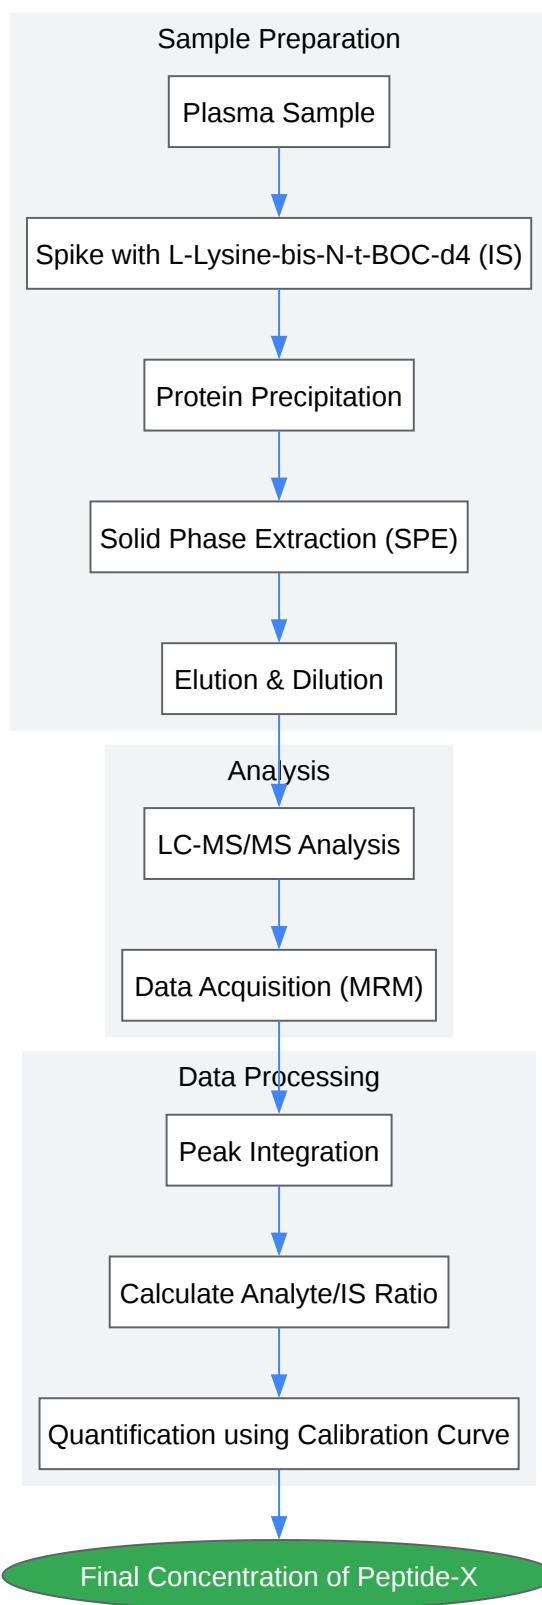 Sample Preparation
Plasma Sample
Spike with L-Lysine-bis-N-t-BOC-d4 (IS)
Protein Precipitation
Solid Phase Extraction (SPE)
Elution & Dilution
Analysis
LC-MS/MS Analysis
Data Acquisition (MRM)
Data Processing
Peak Integration
Calculate Analyte/IS Ratio
Quantification using Calibration Curve
Final Concentration of Peptide-X